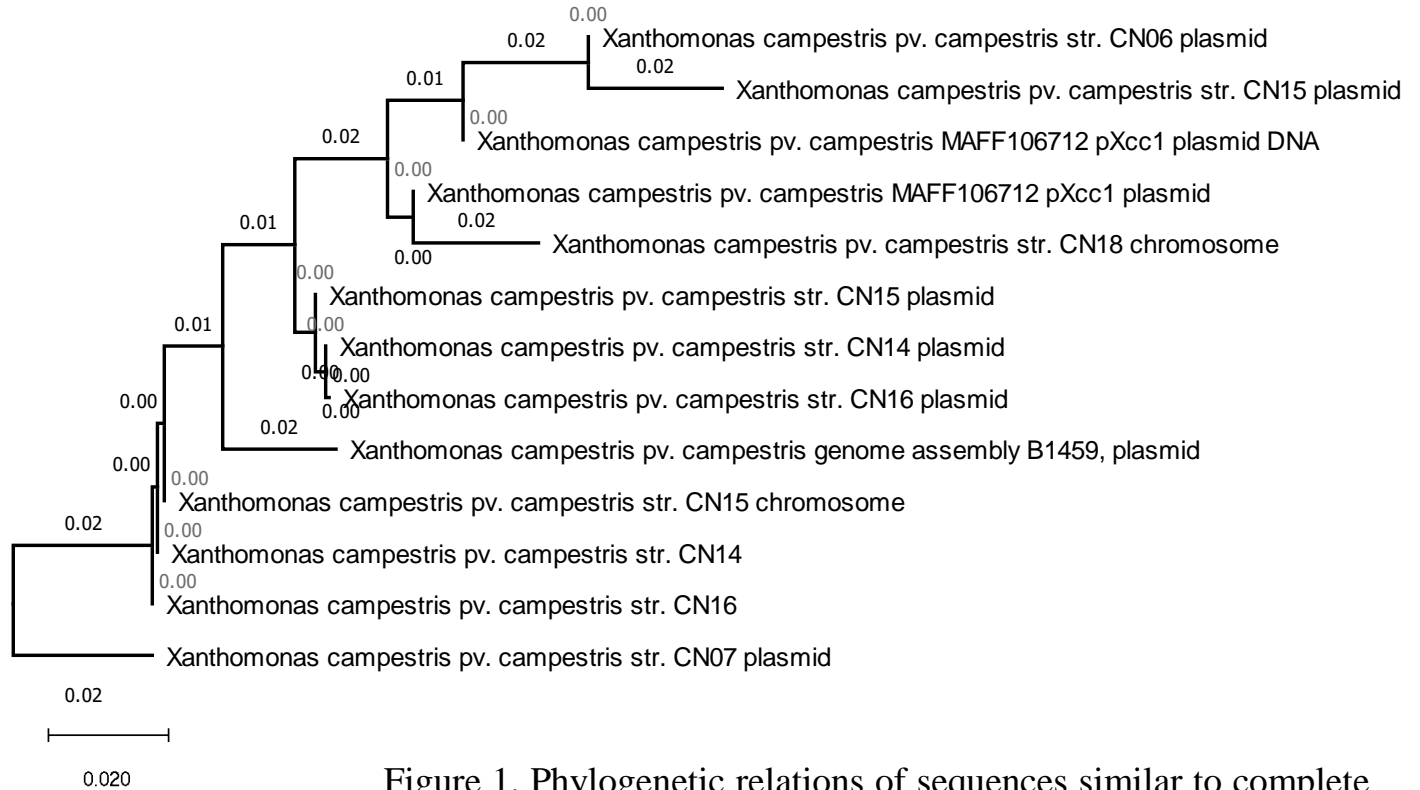 0.00
0.02
Xanthomonas campestris pv. campestris str. CN06 plasmid
0.02
0.01
Xanthomonas campestris pv. campestris str. CN15 plasmid
0.00
0.02
Xanthomonas campestris pv. campestris MAFF106712 pXcc1 plasmid DNA
0.00
Xanthomonas campestris pv. campestris MAFF106712 pXcc1 plasmid
0.01
0.02
Xanthomonas campestris pv. campestris str. CN18 chromosome
0.00
0.00
Xanthomonas campestris pv. campestris str. CN15 plasmid
0.01
0.00
Xanthomonas campestris pv. campestris str. CN14 plasmid
0.00
0.00
0.00
Xanthomonas campestris pv. campestris str. CN16 plasmid
0.00
0.02
Xanthomonas campestris pv. campestris genome assembly B1459, plasmid
0.00
0.00
Xanthomonas campestris pv. campestris str. CN15 chromosome
0.02
0.00
Xanthomonas campestris pv. campestris str. CN14
0.00
Xanthomonas campestris pv. campestris str. CN16
Xanthomonas campestris pv. campestris str. CN07 plasmid
0.02
0.020
Figure 1. Phylogenetic relations of sequences similar to complete